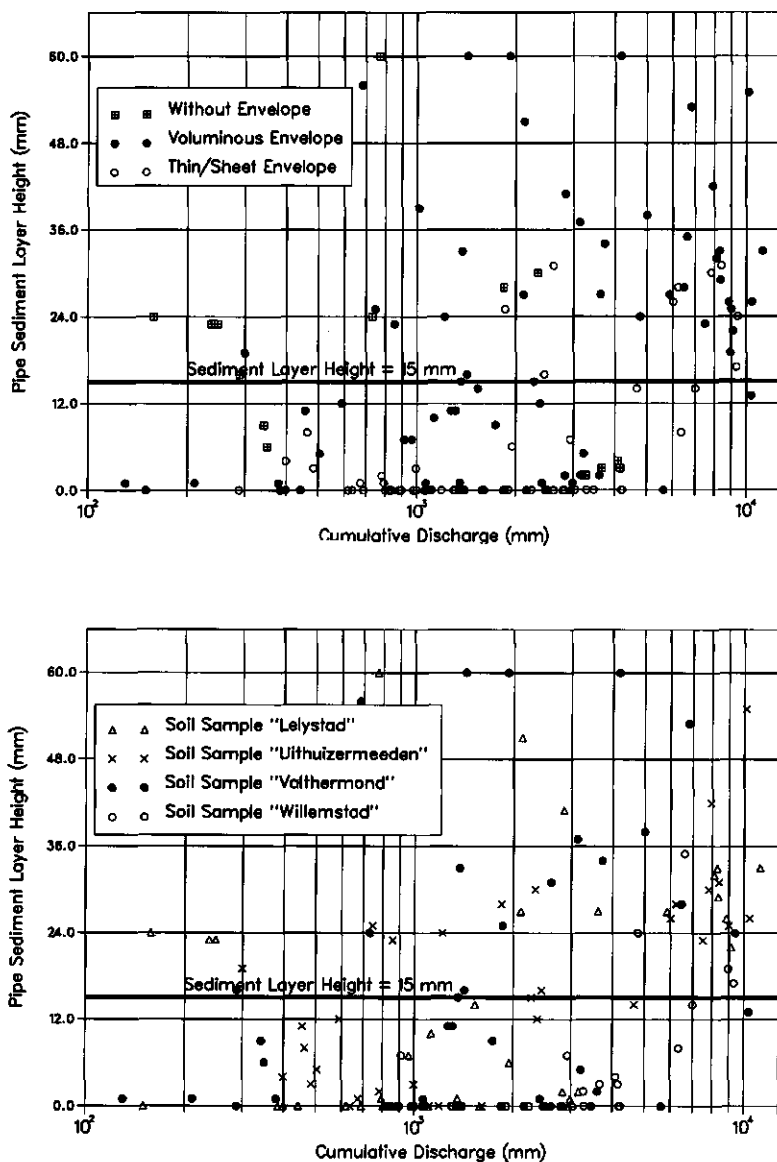 60.0
Without Envelope
Voluminous Envelope
Thin/Sheet Envelope
48.0
36.0
24.0
Sediment Layer Height = 15 mm
12.0
0.0
10²
10³
10⁴
Pipe Sediment Layer Height (mm)
Cumulative Discharge (mm)
60.0
Soil Sample "Lelystad"
Soil Sample "Uithuizermeeden"
Soil Sample "Valthermond"
Soil Sample "Willemstad"
48.0
36.0
24.0
Sediment Layer Height = 15 mm
12.0
0.0
10²
10³
10⁴
Pipe Sediment Layer Height (mm)
Cumulative Discharge (mm)